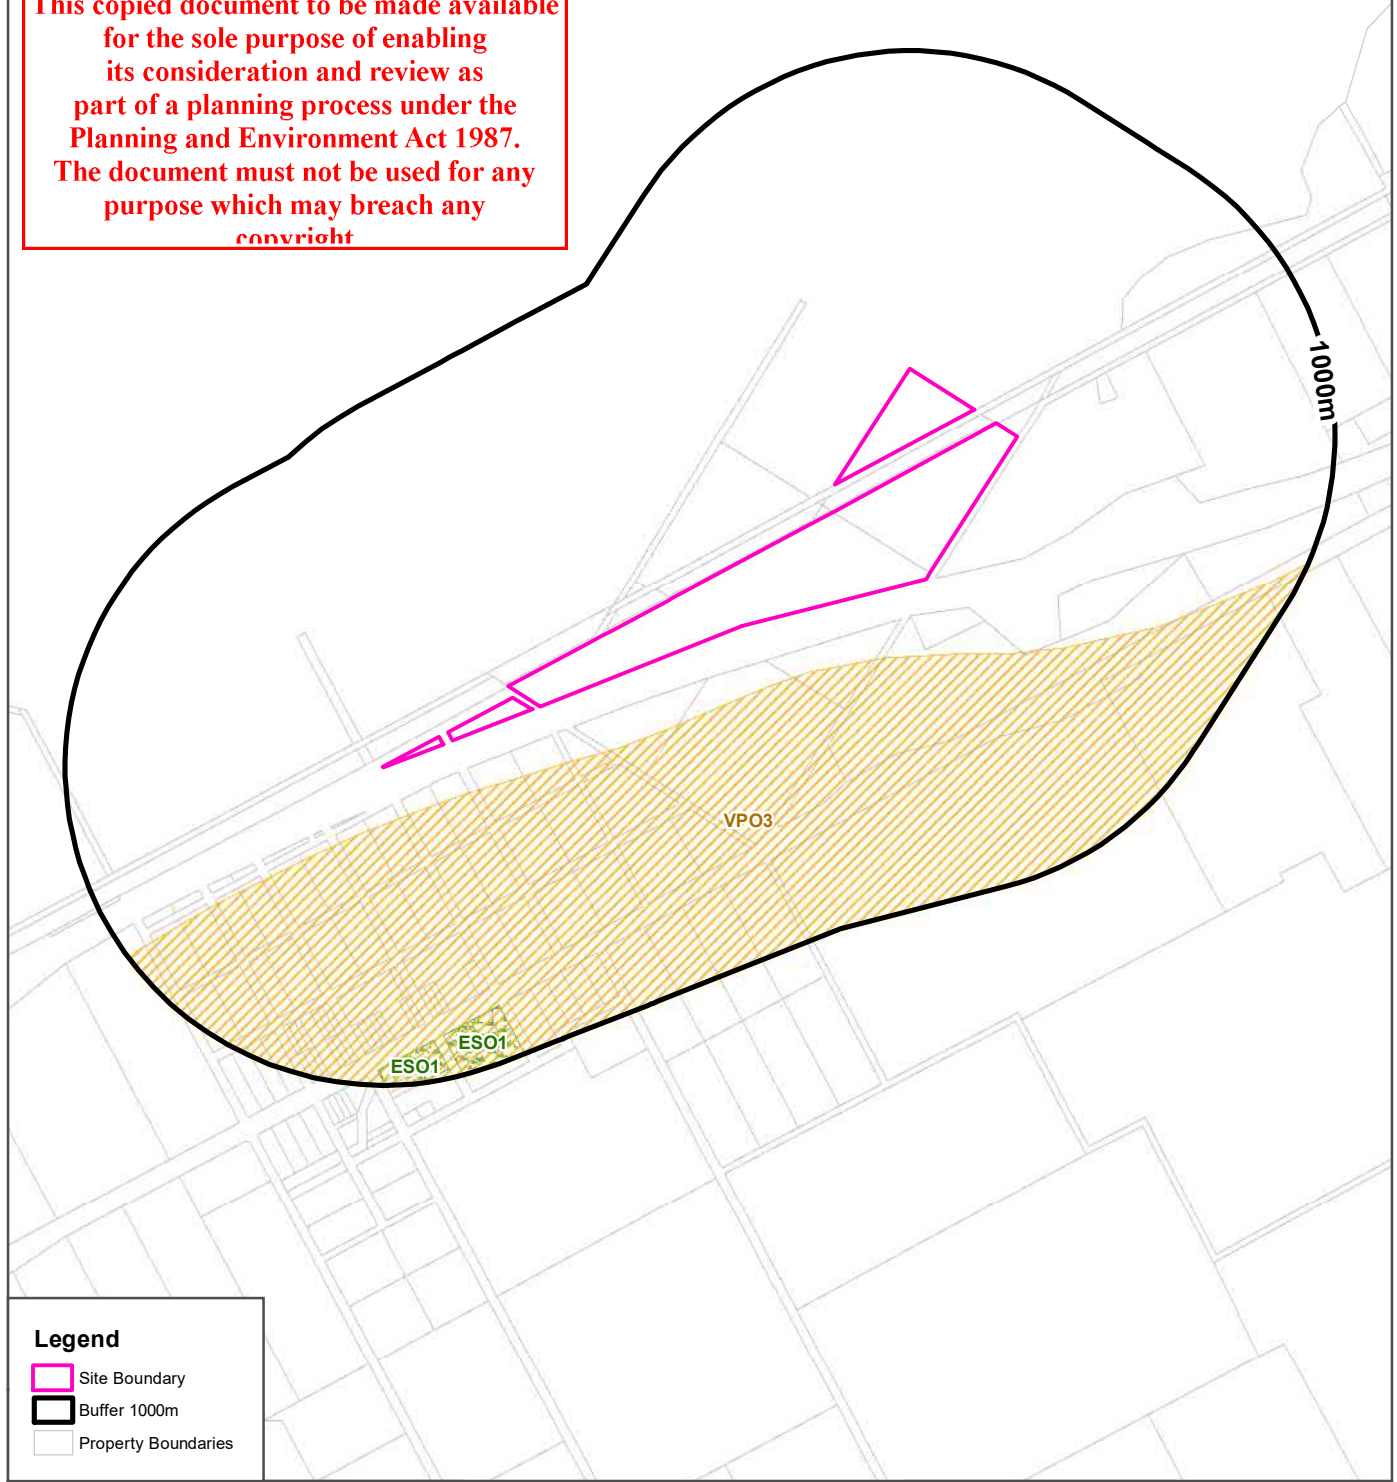 This copied document to be made available
for the sole purpose of enabling
its consideration and review as
part of a planning process under the
Planning and Environment Act 1987.
The document must not be used for any
purpose which may breach any
copyright
1000m
VPO3
ESO1
ESO1
Legend
Site Boundary
Buffer 1000m
Property Boundaries